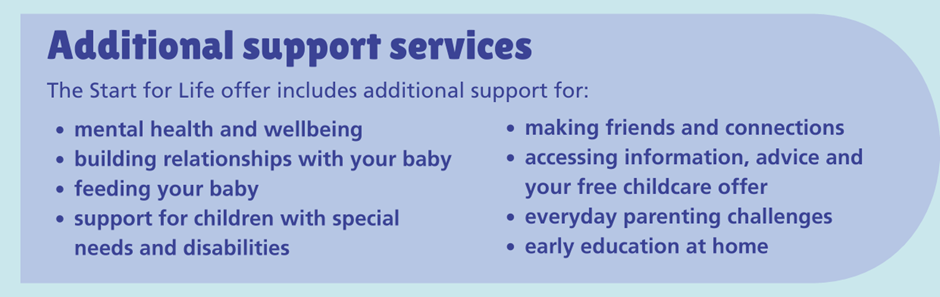 Additional support services
The Start for Life offer includes additional support for:
• mental health and wellbeing
• building relationships with your baby
• feeding your baby
• support for children with special
needs and disabilities
• making friends and connections
• accessing information, advice and
your free childcare offer
• everyday parenting challenges
• early education at home